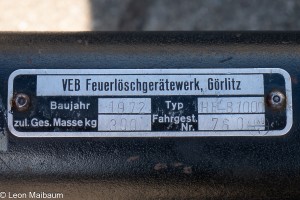 VEB Feuerlöschgerätewerk, Görlitz
Baujahr 1972 Typ
zul. Ges. Masse kg Fahrgest. Nr.
© Leon Maibaum